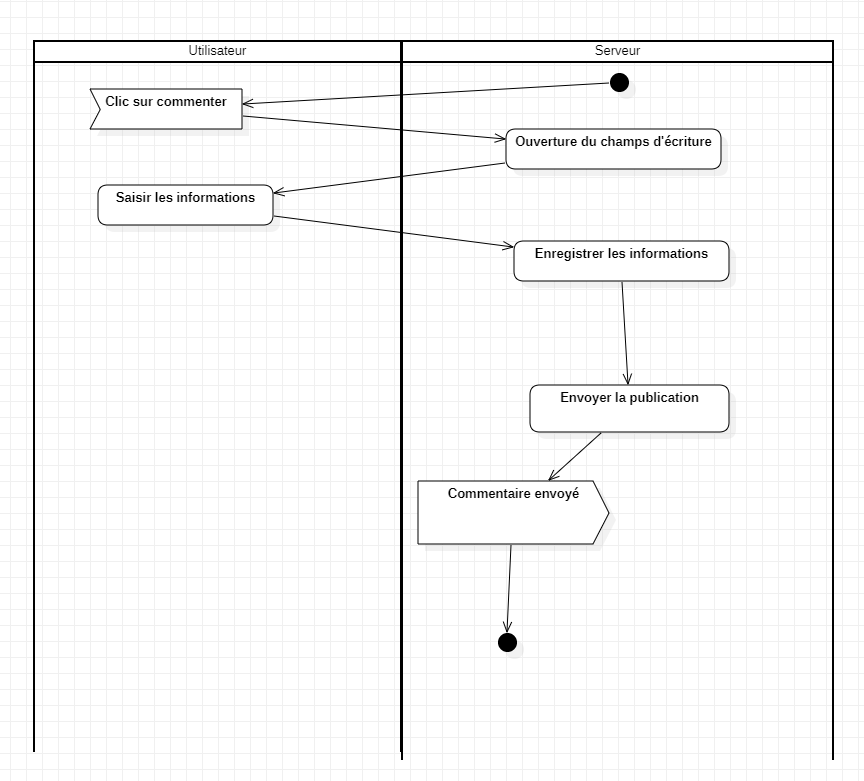 Utilisateur
Serveur
Clic sur commenter
Ouverture du champs d'écriture
Saisir les informations
Enregistrer les informations
Envoyer la publication
Commentaire envoyé